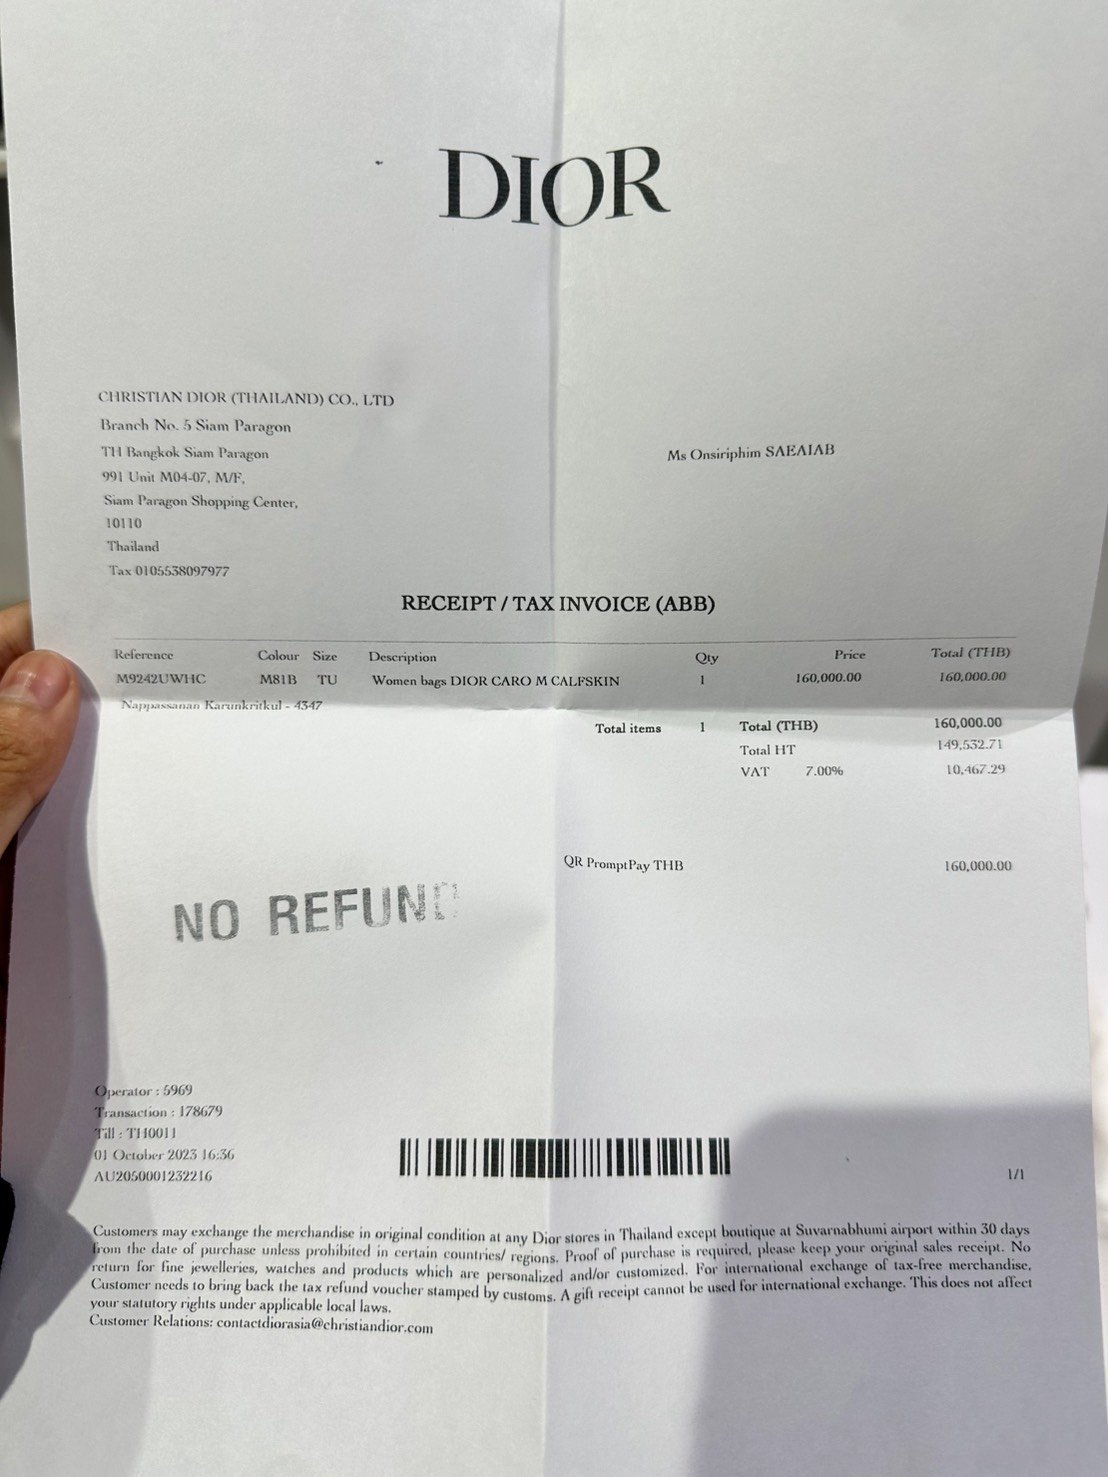 DIOR
CHRISTIAN DIOR (THAILAND) CO., LTD
Branch No. 5 Siam Paragon
TH Bangkok Siam Paragon
991 Unit M04-07, M/F,
Siam Paragon Shopping Center,
10110
Thailand
Tax 0105538097977
Ms Onsiriphim SAEAIAB
RECEIPT / TAX INVOICE (ABB)
Reference Colour Size Description Qty Price Total (THB)
M9242UWHC M81B TU Women bags DIOR CARO M CALFSKIN 1 160,000.00 160,000.00
Nappassanan Karunkritkul - 4347
Total items 1 Total (THB) 160,000.00
Total HT 149,532.71
VAT 7.00% 10,467.29
QR PromptPay THB 160,000.00
NO REFUND
Operator : 5969
Transaction : 178679
Till : TH0011
01 October 2023 16:36
AU2050001232216
1/1
Customers may exchange the merchandise in original condition at any Dior stores in Thailand except boutique at Suvarnabhumi airport within 30 days
from the date of purchase unless prohibited in certain countries/ regions. Proof of purchase is required, please keep your original sales receipt. No
return for fine jewelleries, watches and products which are personalized and/or customized. For international exchange of tax-free merchandise,
Customer needs to bring back the tax refund voucher stamped by customs. A gift receipt cannot be used for international exchange. This does not affect
your statutory rights under applicable local laws.
Customer Relations: contactdiorasia@christiandior.com